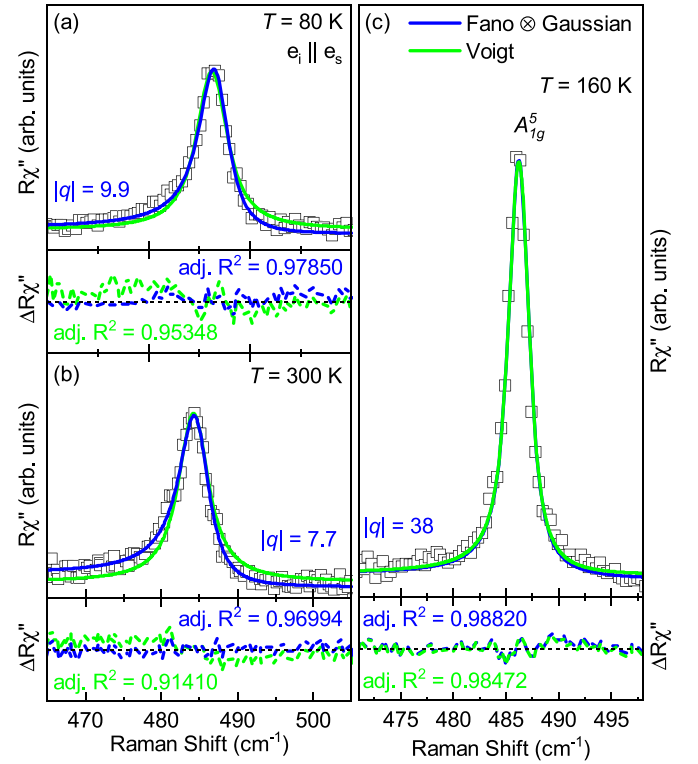 (a)
T = 80 K
e_i || e_s
Rχ" (arb. units)
|q| = 9.9
adj. R² = 0.97850
ΔRχ"
adj. R² = 0.95348
(b)
T = 300 K
Rχ" (arb. units)
|q| = 7.7
adj. R² = 0.96994
ΔRχ"
adj. R² = 0.91410
470 480 490 500
Raman Shift (cm⁻¹)
(c)
Fano ⊗ Gaussian
Voigt
T = 160 K
A⁵₁g
Rχ" (arb. units)
|q| = 38
adj. R² = 0.98820
ΔRχ"
adj. R² = 0.98472
475 480 485 490 495
Raman Shift (cm⁻¹)